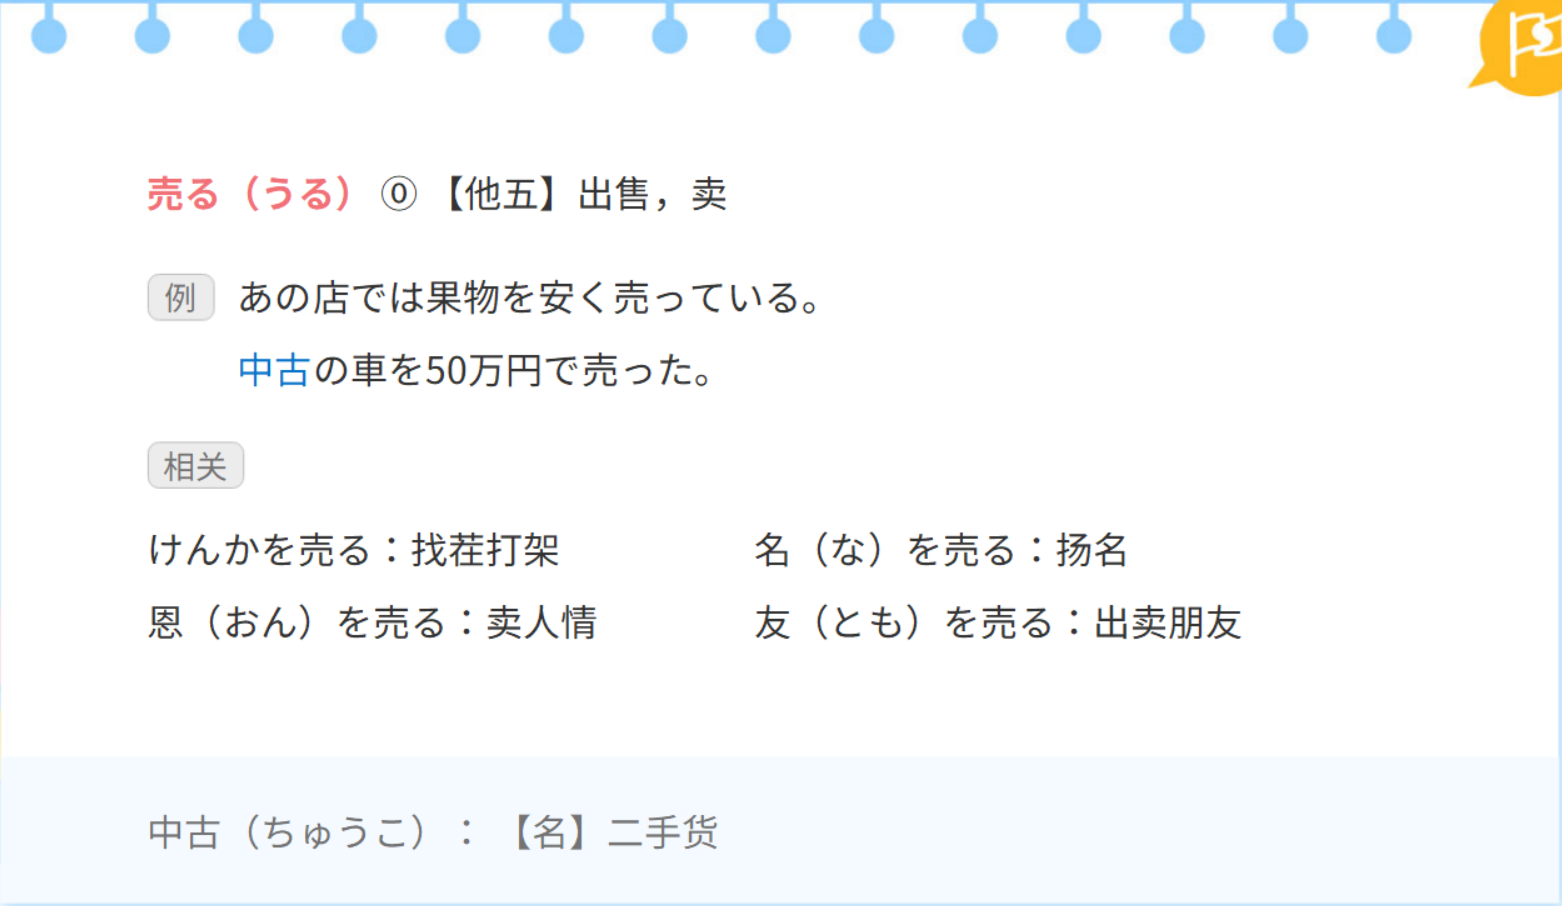 売る（うる）⓪【他五】出售，卖
例 あの店では果物を安く売っている。
中古の車を50万円で売った。
相关
けんかを売る：找茬打架 名（な）を売る：扬名
恩（おん）を売る：卖人情 友（とも）を売る：出卖朋友
中古（ちゅうこ）：【名】二手货